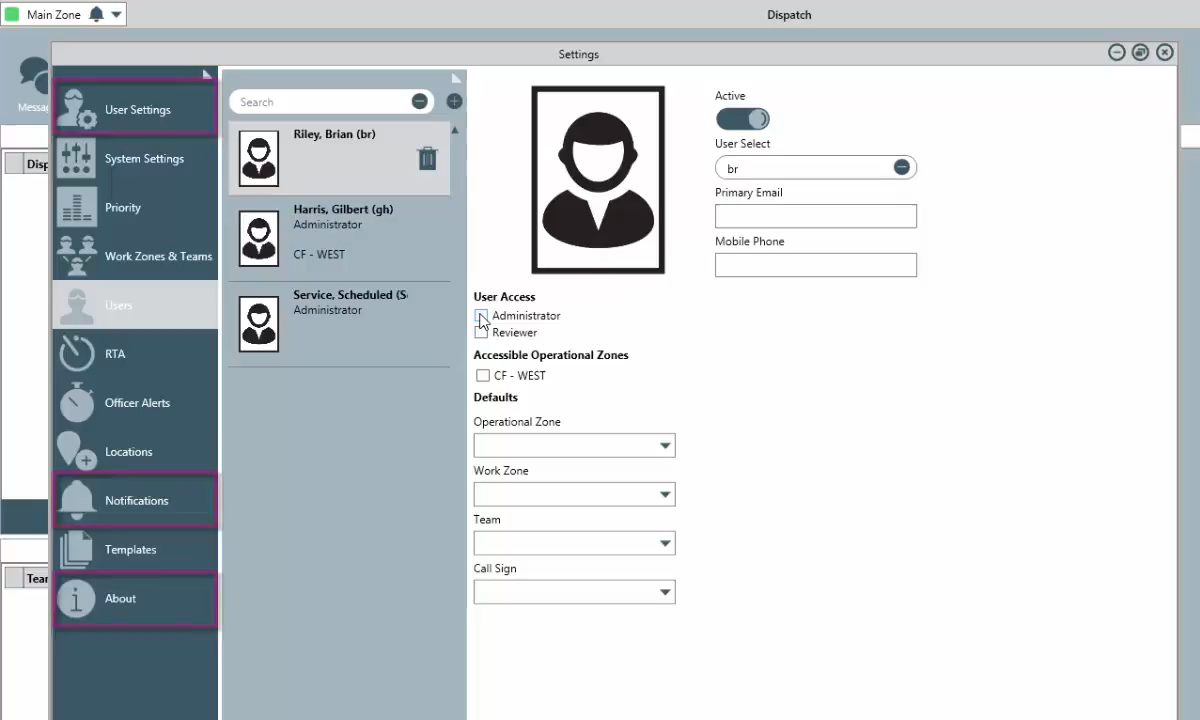 Main Zone
Dispatch
Settings
User Settings
System Settings
Priority
Work Zones & Teams
Users
RTA
Officer Alerts
Locations
Notifications
Templates
About
Search
Riley, Brian (br)
Harris, Gilbert (gh)
Administrator
CF - WEST
Service, Scheduled (S
Administrator
Active
User Select
br
Primary Email
Mobile Phone
User Access
Administrator
Reviewer
Accessible Operational Zones
CF - WEST
Defaults
Operational Zone
Work Zone
Team
Call Sign
Messa
Disp
Tear